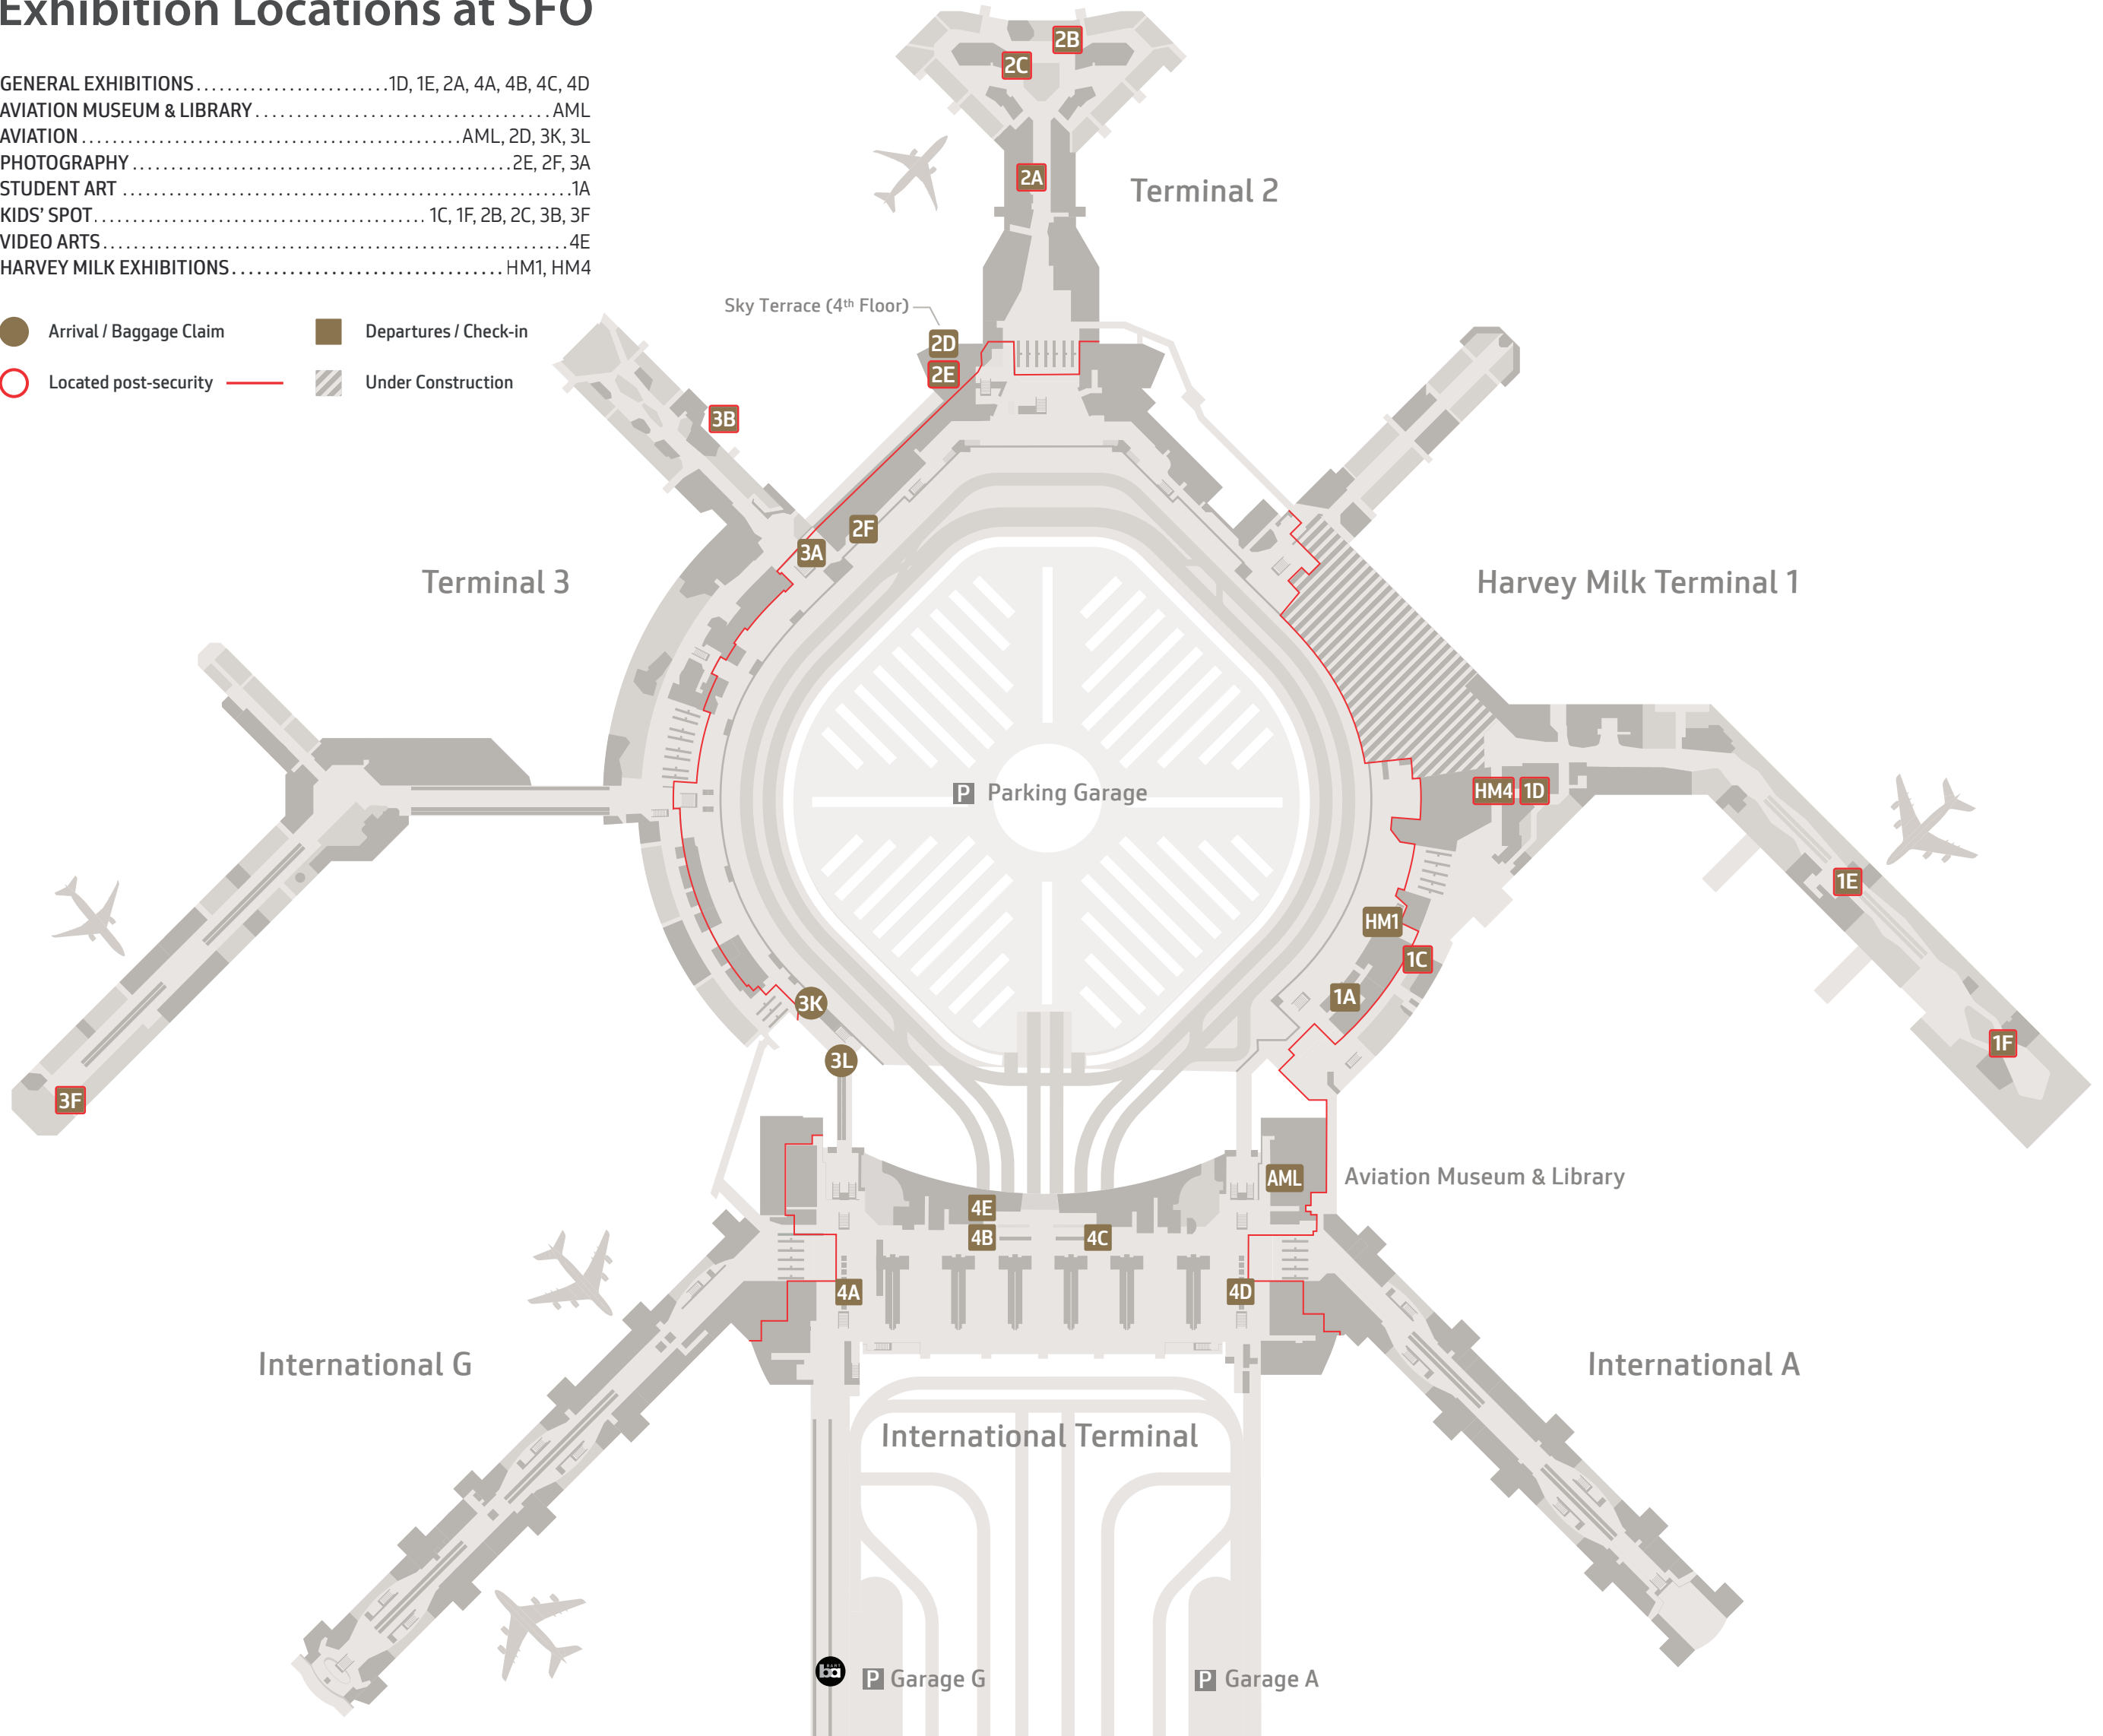 Exhibition Locations at SFO
GENERAL EXHIBITIONS........................1D, 1E, 2A, 4A, 4B, 4C, 4D
AVIATION MUSEUM & LIBRARY...................................AML
AVIATION................................................AML, 2D, 3K, 3L
PHOTOGRAPHY................................................2E, 2F, 3A
STUDENT ART.........................................................1A
KIDS' SPOT.........................................1C, 1F, 2B, 2C, 3B, 3F
VIDEO ARTS...........................................................4E
HARVEY MILK EXHIBITIONS................................HM1, HM4
Arrival / Baggage Claim
Departures / Check-in
Located post-security
Under Construction
2B
2C
2A
Terminal 2
Sky Terrace (4th Floor)
2D
2E
3B
2F
3A
Terminal 3
Harvey Milk Terminal 1
P Parking Garage
HM4
1D
1E
HM1
1C
1A
3K
1F
3L
3F
AML
Aviation Museum & Library
4E
4B
4C
4A
4D
International G
International A
International Terminal
ba
P Garage G
P Garage A